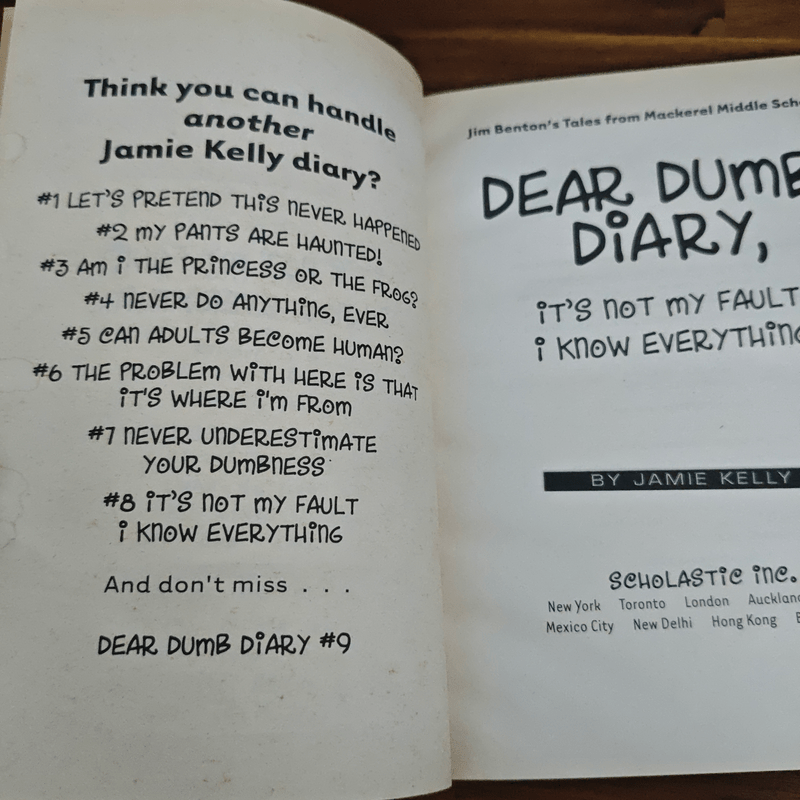 Think you can handle
another
Jamie Kelly diary?
#1 LET'S PRETEND THiS NEVER HAPPENED
#2 MY PANTS ARE HAUNTED!
#3 AM i THE PRiNCESS OR THE FROG?
#4 NEVER DO ANYTHiNG, EVER
#5 CAN ADULTS BECOME HUMAN?
#6 THE PROBLEM WiTH HERE iS THAT
iT'S WHERE i'M FROM
#7 NEVER UNDERESTiMATE
YOUR DUMBNESS
#8 iT'S NOT MY FAULT
i KNOW EVERYTHiNG
And don't miss . . .
DEAR DUMB DiARY #9
Jim Benton's Tales from Mackerel Middle
DEAR DUMB
DiARY,
iT'S NOT MY FAULT
i KNOW EVERYTHiNG
BY JAMIE KELLY
SCHOLASTiC iNC.
New York Toronto London Auckland
Mexico City New Delhi Hong Kong